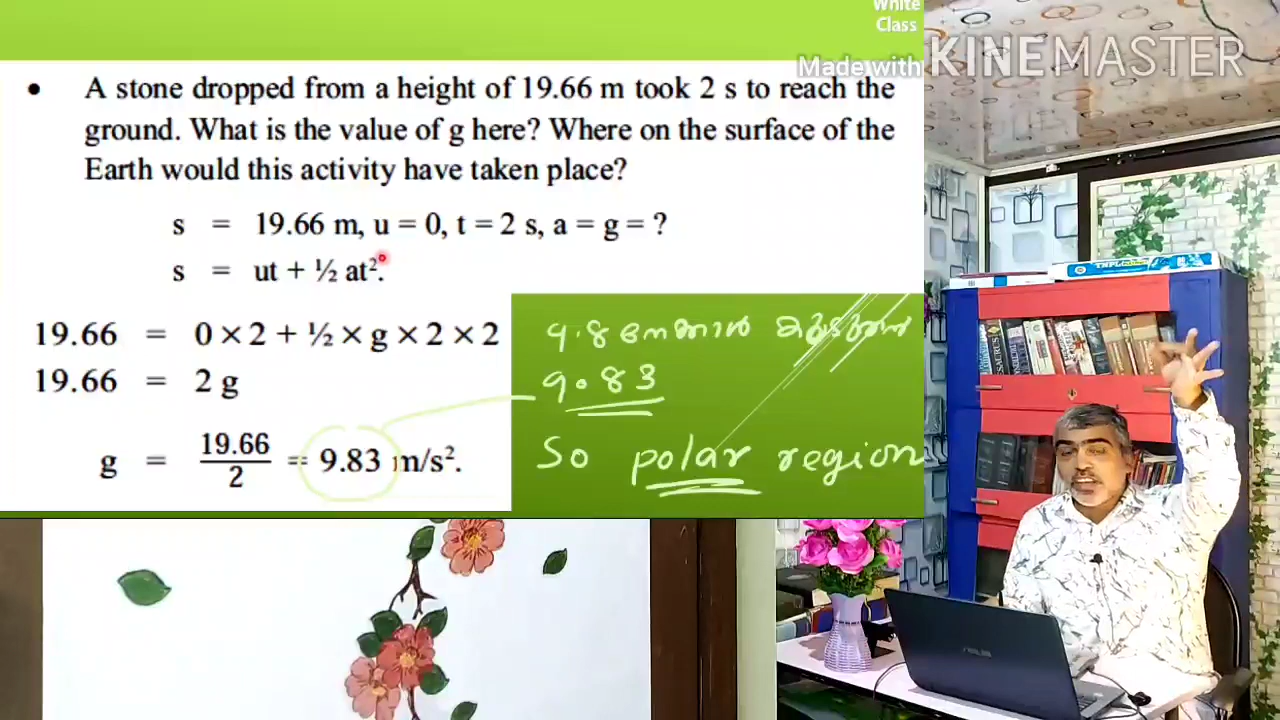 White
Class
Made with KINEMASTER
• A stone dropped from a height of 19.66 m took 2 s to reach the
ground. What is the value of g here? Where on the surface of the
Earth would this activity have taken place?
s = 19.66 m, u = 0, t = 2 s, a = g = ?
s = ut + ½ at².
19.66 = 0 × 2 + ½ × g × 2 × 2
19.66 = 2 g
g = 19.66/2 = 9.83 m/s².
9.8 നേക്കാൾ
9.83
So polar region
ASUS